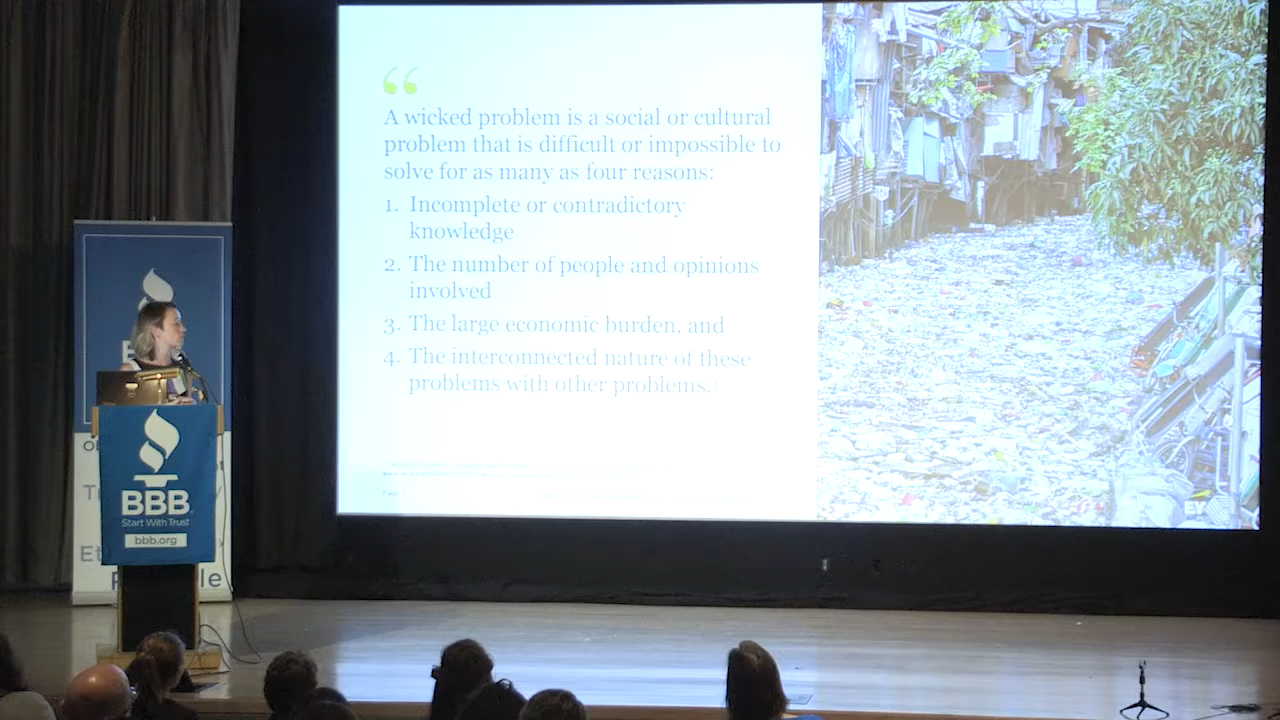 “
A wicked problem is a social or cultural
problem that is difficult or impossible to
solve for as many as four reasons:
1. Incomplete or contradictory
knowledge
2. The number of people and opinions
involved
3. The large economic burden, and
4. The interconnected nature of these
problems with other problems.¹
EY
BBB
Start With Trust
bbb.org